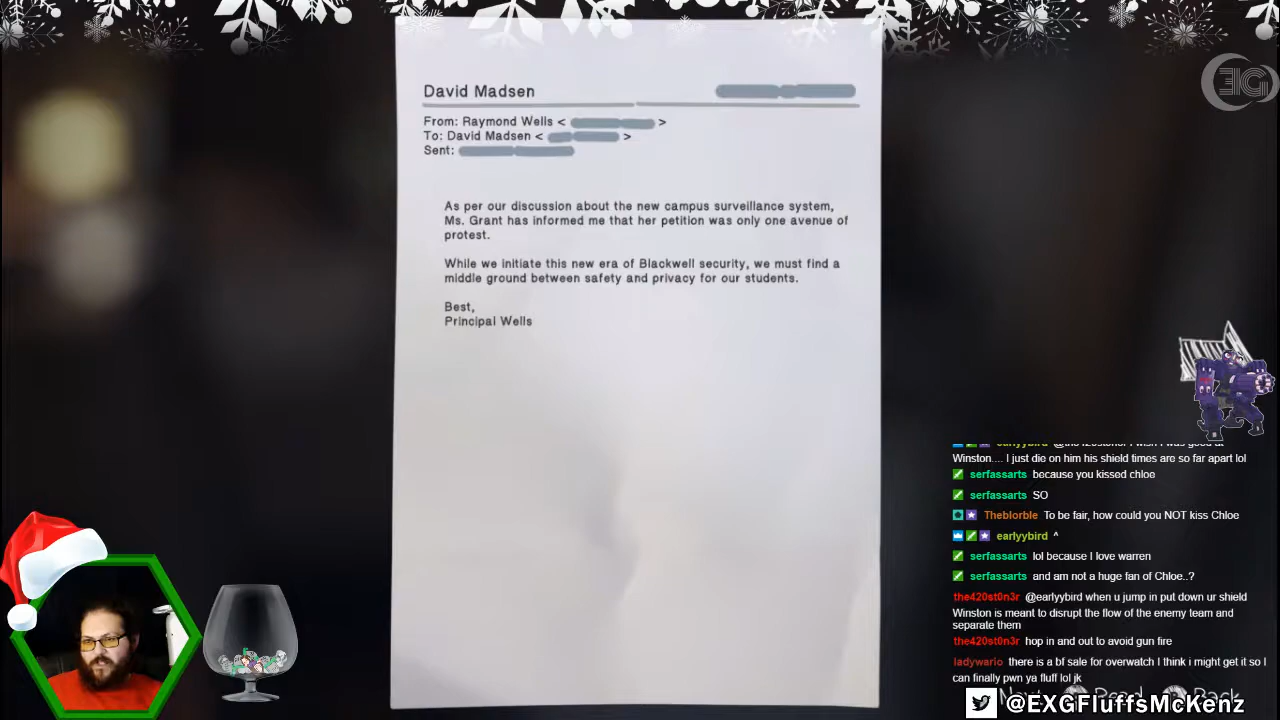 David Madsen
From: Raymond Wells < >
To: David Madsen < >
Sent:
As per our discussion about the new campus surveillance system,
Ms. Grant has informed me that her petition was only one avenue of
protest.
While we initiate this new era of Blackwell security, we must find a
middle ground between safety and privacy for our students.
Best,
Principal Wells
3G
earlyybird
Winston.... I just die on him his shield times are so far apart lol
serfassarts because you kissed chloe
serfassarts SO
Theblorble To be fair, how could you NOT kiss Chloe
earlyybird ^
serfassarts lol because I love warren
serfassarts and am not a huge fan of Chloe..?
the420st0n3r @earlyybird when u jump in put down ur shield
Winston is meant to disrupt the flow of the enemy team and
separate them
the420st0n3r hop in and out to avoid gun fire
ladywario there is a bf sale for overwatch I think i might get it so I
can finally pwn ya fluff lol jk
Next Read Back
@EXGFluffsMcKenz